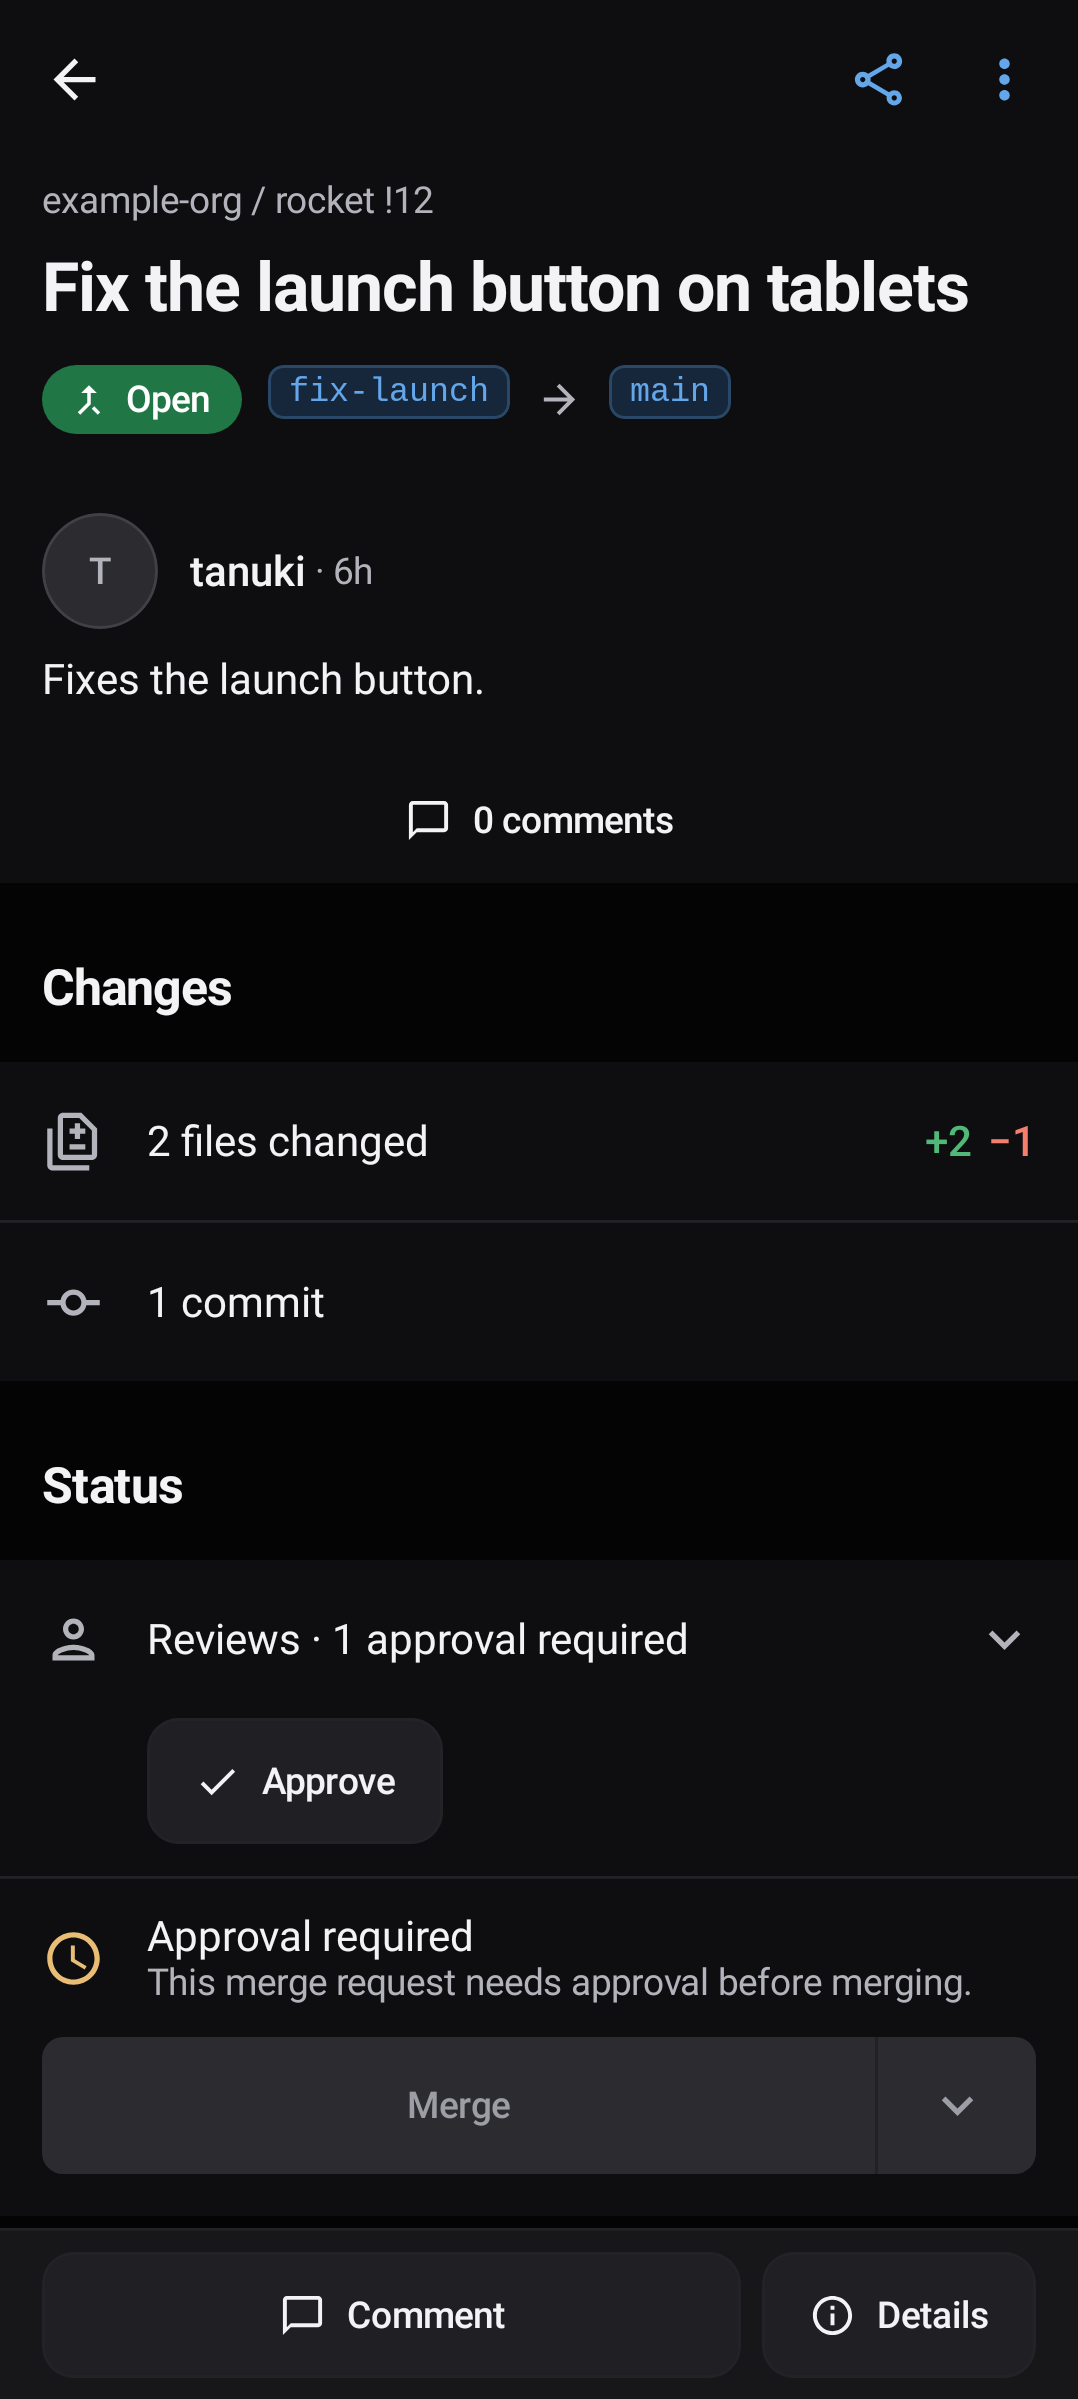 example-org / rocket !12
Fix the launch button on tablets
Open fix-launch → main
T tanuki · 6h
Fixes the launch button.
0 comments
Changes
2 files changed +2 −1
1 commit
Status
Reviews · 1 approval required
Approve
Approval required
This merge request needs approval before merging.
Merge
Comment Details